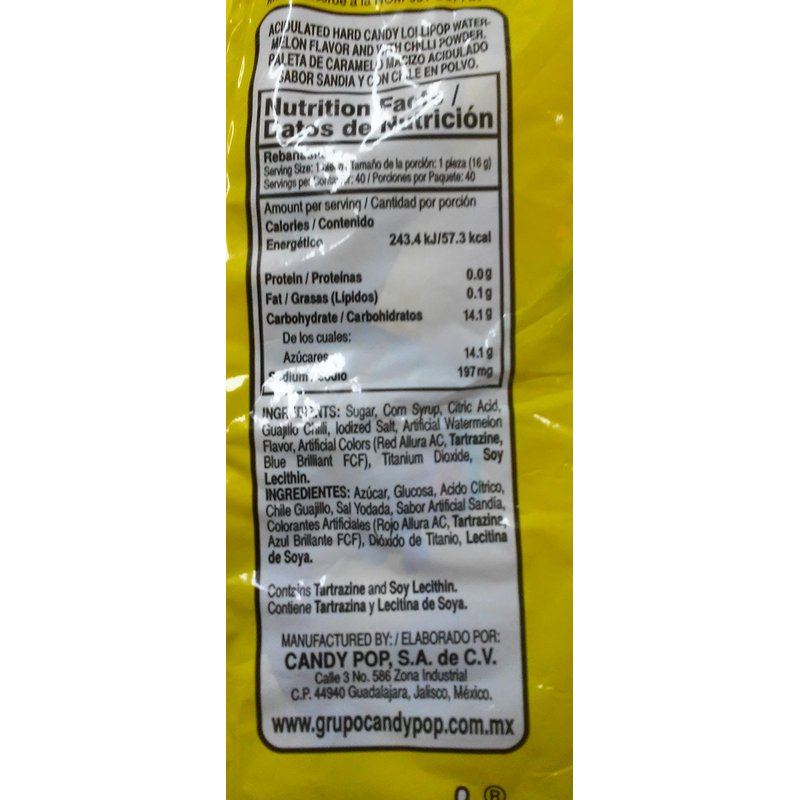 ACIDULATED HARD CANDY LOLLIPOP WATER-
MELON FLAVOR AND WITH CHILLI POWDER.
PALETA DE CARAMELO MACIZO ACIDULADO
SABOR SANDIA Y CON CHILE EN POLVO.
Nutrition Facts /
Datos de Nutrición
Serving Size: 1 Tamaño de la porción: 1 pieza (16 g)
Servings per Container: 40 / Porciones por Paquete: 40
Amount per serving / Cantidad por porción
Calories / Contenido
Energético 243.4 kJ/57.3 kcal
Protein / Proteínas 0.0 g
Fat / Grasas (Lípidos) 0.1 g
Carbohydrate / Carbohidratos 14.1 g
De los cuales:
Azúcares 14.1 g
Sodium / Sodio 197 mg
INGREDIENTS: Sugar, Corn Syrup, Citric Acid,
Guajillo Chilli, Iodized Salt, Artificial Watermelon
Flavor, Artificial Colors (Red Allura AC, Tartrazine,
Blue Brilliant FCF), Titanium Dioxide, Soy
Lecithin.
INGREDIENTES: Azúcar, Glucosa, Acido Cítrico,
Chile Guajillo, Sal Yodada, Sabor Artificial Sandía,
Colorantes Artificiales (Rojo Allura AC, Tartrazina,
Azul Brillante FCF), Dióxido de Titanio, Lecitina
de Soya.
Contains Tartrazine and Soy Lecithin.
Contiene Tartrazina y Lecitina de Soya.
MANUFACTURED BY: / ELABORADO POR:
CANDY POP, S.A. de C.V.
Calle 3 No. 586 Zona Industrial
C.P. 44940 Guadalajara, Jalisco, México.
www.grupocandypop.com.mx
®